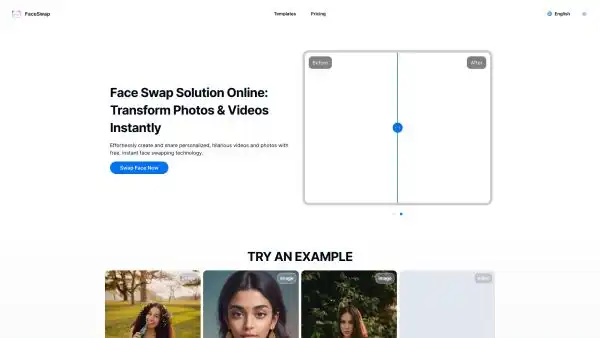 FaceSwap
Templates
Pricing
English
Before
After
Face Swap Solution Online:
Transform Photos & Videos
Instantly
Effortlessly create and share personalized, hilarious videos and photos with
free, instant face swapping technology.
Swap Face Now
TRY AN EXAMPLE
image
image
image
video